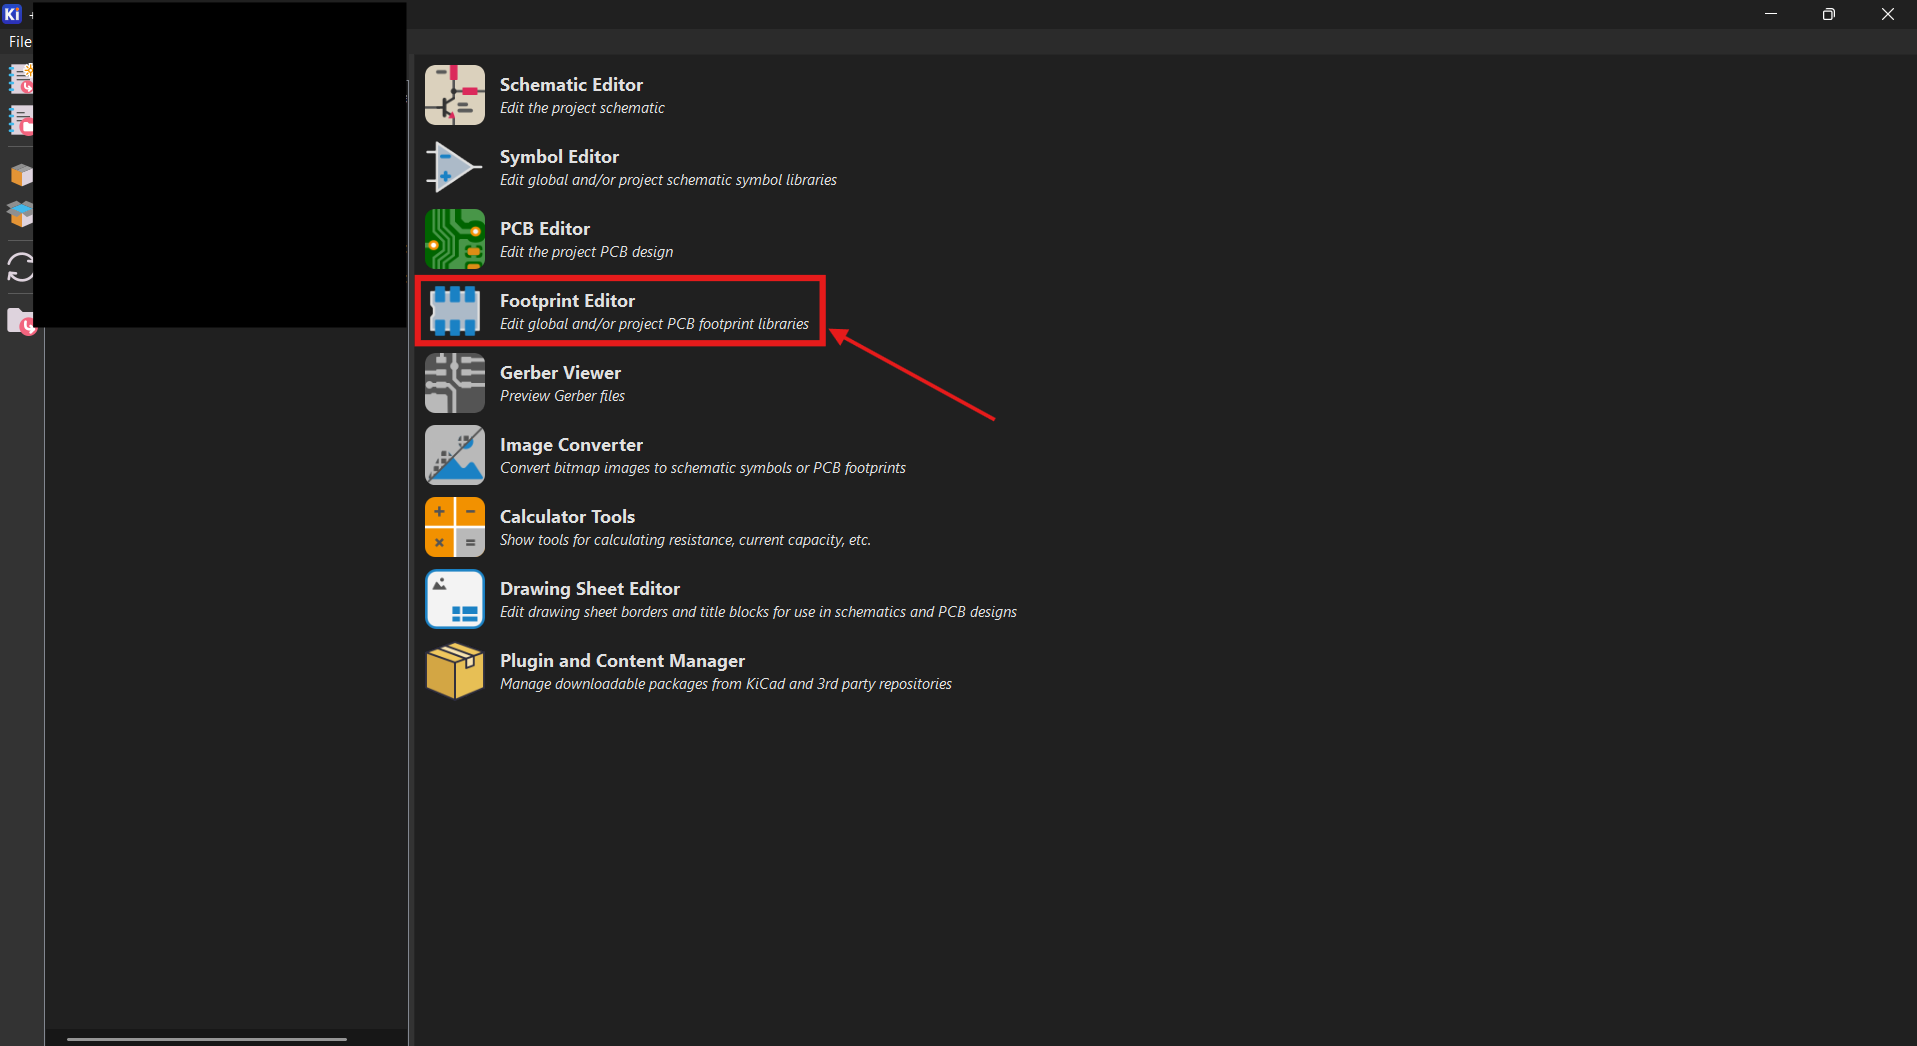 Ki
File
Schematic Editor
Edit the project schematic
Symbol Editor
Edit global and/or project schematic symbol libraries
PCB Editor
Edit the project PCB design
Footprint Editor
Edit global and/or project PCB footprint libraries
Gerber Viewer
Preview Gerber files
Image Converter
Convert bitmap images to schematic symbols or PCB footprints
Calculator Tools
Show tools for calculating resistance, current capacity, etc.
Drawing Sheet Editor
Edit drawing sheet borders and title blocks for use in schematics and PCB designs
Plugin and Content Manager
Manage downloadable packages from KiCad and 3rd party repositories